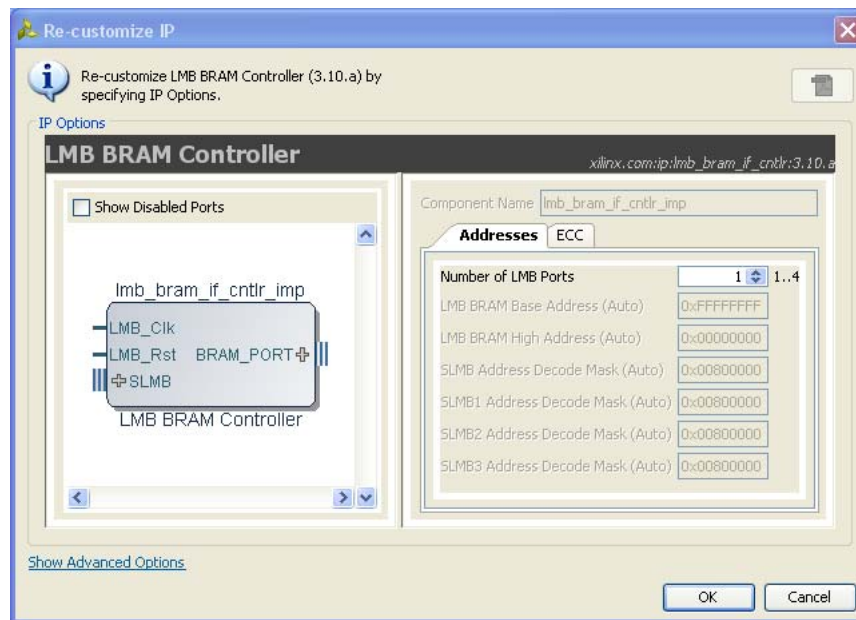 Re-customize IP
Re-customize LMB BRAM Controller (3.10.a) by
specifying IP Options.
IP Options
LMB BRAM Controller
xilinx.com:ip:lmb_bram_if_cntlr:3.10.a
Show Disabled Ports
lmb_bram_if_cntlr_imp
LMB_Clk
LMB_Rst BRAM_PORT
SLMB
LMB BRAM Controller
Component Name lmb_bram_if_cntlr_imp
Addresses ECC
Number of LMB Ports 1 1..4
LMB BRAM Base Address (Auto) 0xFFFFFFFF
LMB BRAM High Address (Auto) 0x00000000
SLMB Address Decode Mask (Auto) 0x00800000
SLMB1 Address Decode Mask (Auto) 0x00800000
SLMB2 Address Decode Mask (Auto) 0x00800000
SLMB3 Address Decode Mask (Auto) 0x00800000
Show Advanced Options
OK Cancel